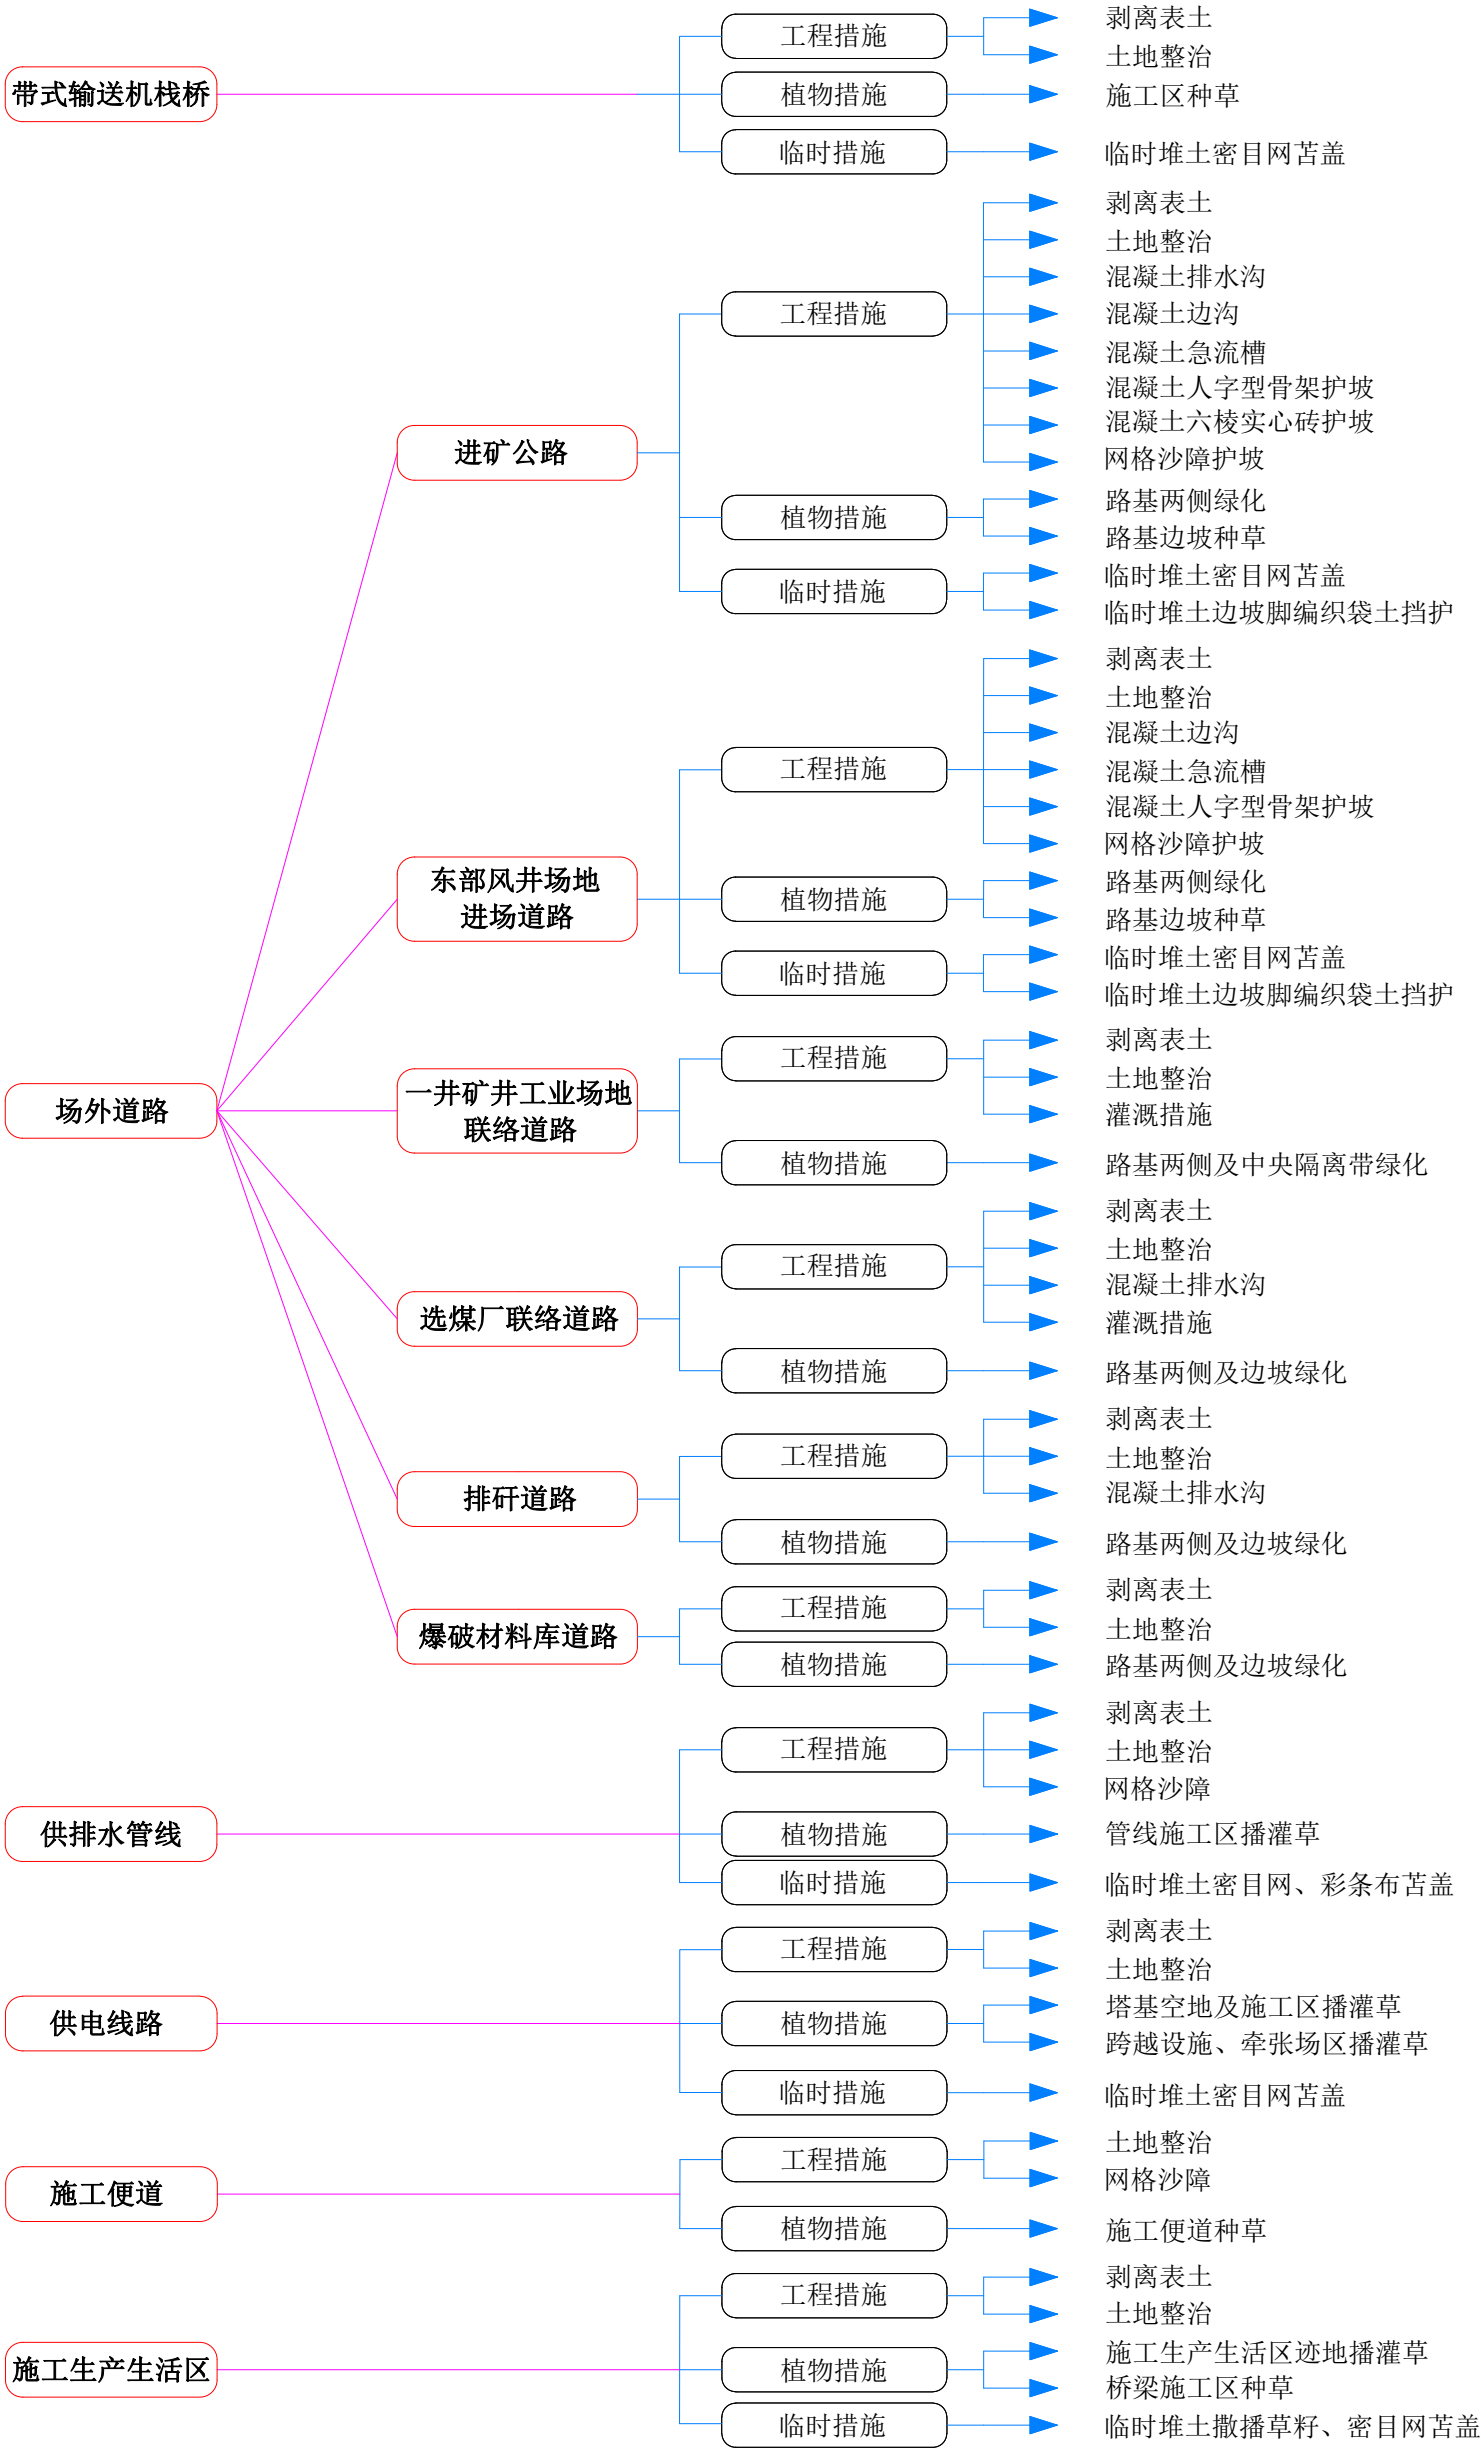 带式输送机栈桥
工程措施
剥离表土
土地整治
植物措施
施工区种草
临时措施
临时堆土密目网苫盖
场外道路
进矿公路
工程措施
剥离表土
土地整治
混凝土排水沟
混凝土边沟
混凝土急流槽
混凝土人字型骨架护坡
混凝土六棱实心砖护坡
网格沙障护坡
植物措施
路基两侧绿化
路基边坡种草
临时措施
临时堆土密目网苫盖
临时堆土边坡脚编织袋土挡护
东部风井场地
进场道路
工程措施
剥离表土
土地整治
混凝土边沟
混凝土急流槽
混凝土人字型骨架护坡
网格沙障护坡
植物措施
路基两侧绿化
路基边坡种草
临时措施
临时堆土密目网苫盖
临时堆土边坡脚编织袋土挡护
一井矿井工业场地
联络道路
工程措施
剥离表土
土地整治
灌溉措施
植物措施
路基两侧及中央隔离带绿化
选煤厂联络道路
工程措施
剥离表土
土地整治
混凝土排水沟
灌溉措施
植物措施
路基两侧及边坡绿化
排矸道路
工程措施
剥离表土
土地整治
混凝土排水沟
植物措施
路基两侧及边坡绿化
爆破材料库道路
工程措施
剥离表土
土地整治
植物措施
路基两侧及边坡绿化
供排水管线
工程措施
剥离表土
土地整治
网格沙障
植物措施
管线施工区播灌草
临时措施
临时堆土密目网、彩条布苫盖
供电线路
工程措施
剥离表土
土地整治
植物措施
塔基空地及施工区播灌草
跨越设施、牵张场区播灌草
临时措施
临时堆土密目网苫盖
施工便道
工程措施
土地整治
网格沙障
植物措施
施工便道种草
施工生产生活区
工程措施
剥离表土
土地整治
植物措施
施工生产生活区迹地播灌草
桥梁施工区种草
临时措施
临时堆土撒播草籽、密目网苫盖